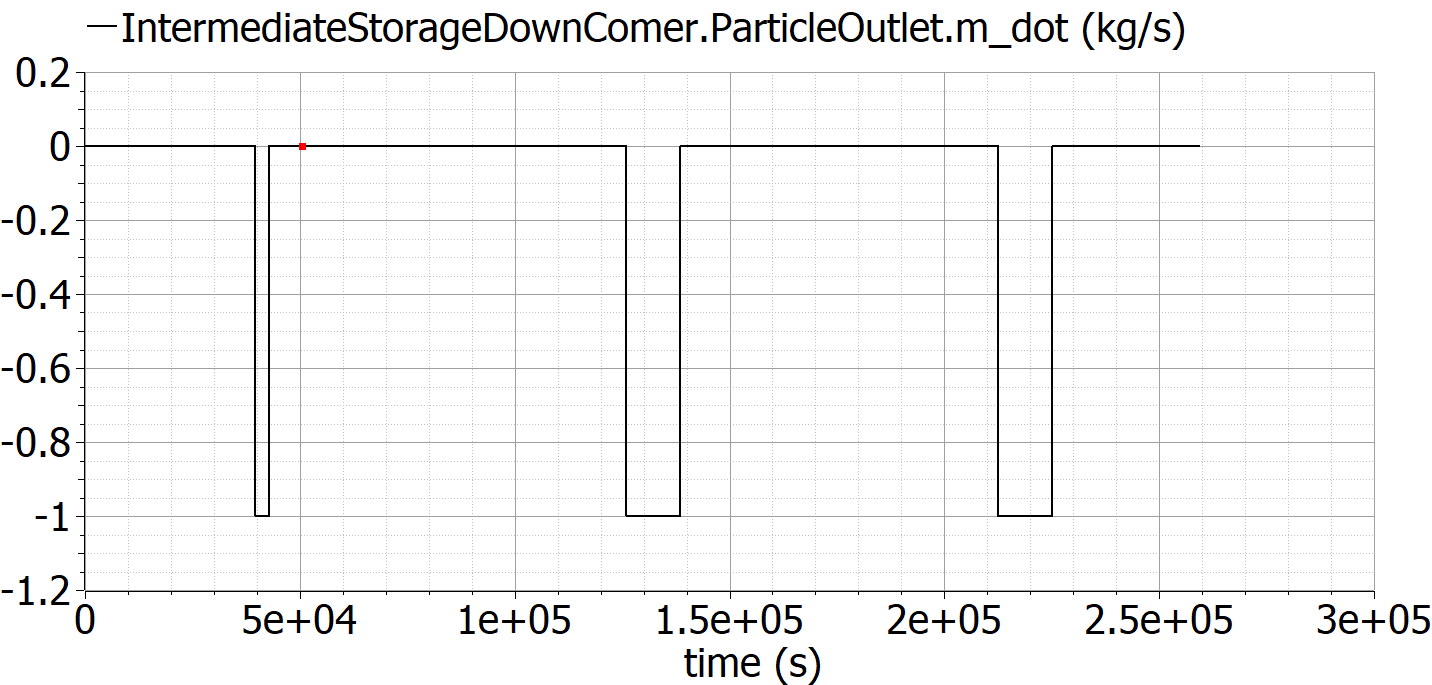 IntermediateStorageDownComer.ParticleOutlet.m_dot (kg/s)
0.2
0
-0.2
-0.4
-0.6
-0.8
-1
-1.2
0 5e+04 1e+05 1.5e+05 2e+05 2.5e+05 3e+05
time (s)